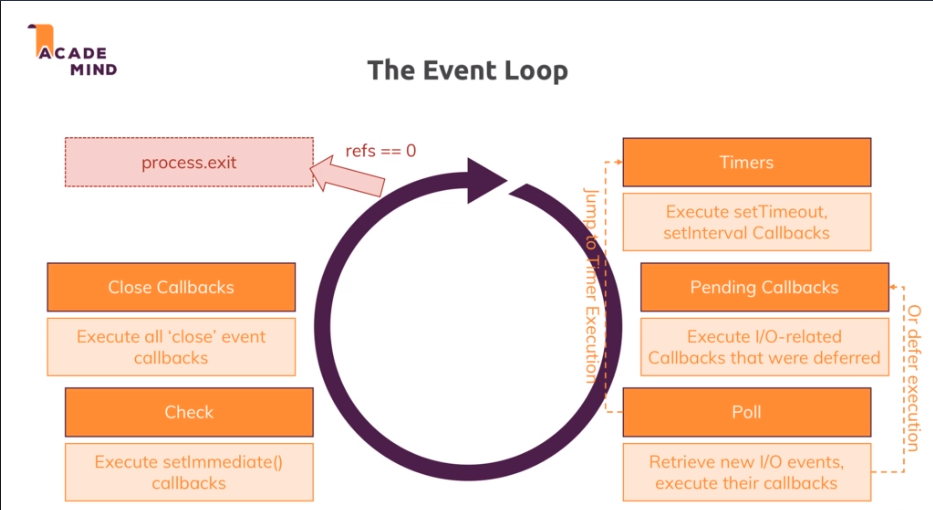 ACADE
MIND
The Event Loop
process.exit
refs == 0
Timers
Execute setTimeout,
setInterval Callbacks
Jump to Timer Execution
Close Callbacks
Execute all ‘close’ event
callbacks
Pending Callbacks
Execute I/O-related
Callbacks that were deferred
Or defer execution
Check
Execute setImmediate()
callbacks
Poll
Retrieve new I/O events,
execute their callbacks